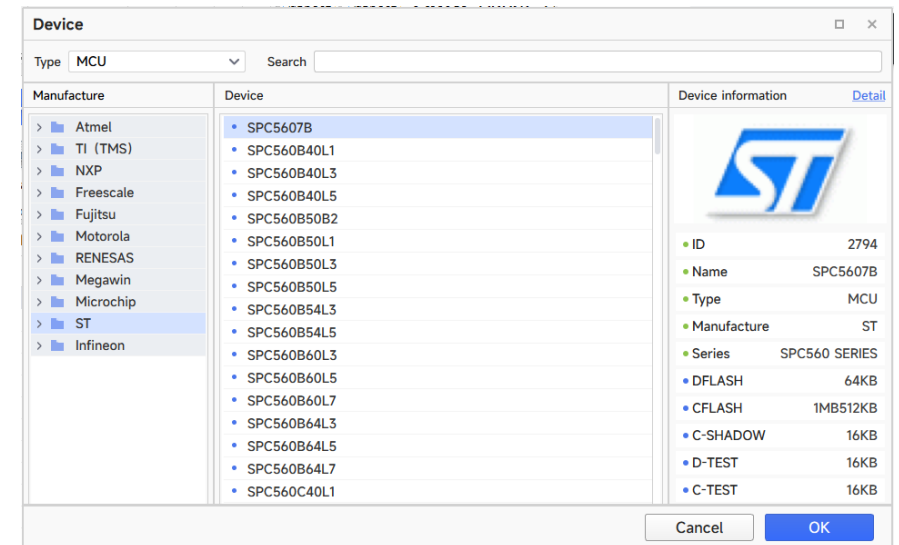 Device
Type MCU Search
Manufacture Device Device information Detail
Atmel
TI (TMS)
NXP
Freescale
Fujitsu
Motorola
RENESAS
Megawin
Microchip
ST
Infineon
SPC5607B
SPC560B40L1
SPC560B40L3
SPC560B40L5
SPC560B50B2
SPC560B50L1
SPC560B50L3
SPC560B50L5
SPC560B54L3
SPC560B54L5
SPC560B60L3
SPC560B60L5
SPC560B60L7
SPC560B64L3
SPC560B64L5
SPC560B64L7
SPC560C40L1
ST
ID 2794
Name SPC5607B
Type MCU
Manufacture ST
Series SPC560 SERIES
DFLASH 64KB
CFLASH 1MB512KB
C-SHADOW 16KB
D-TEST 16KB
C-TEST 16KB
Cancel OK